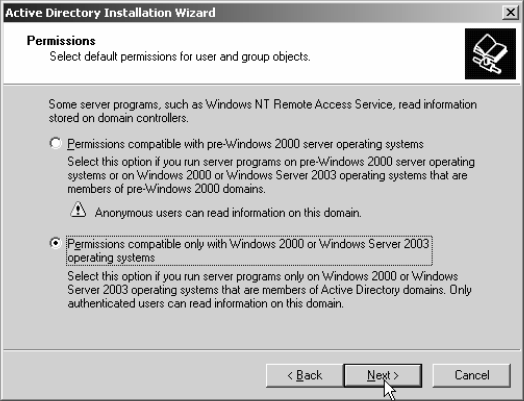 Active Directory Installation Wizard
Permissions
Select default permissions for user and group objects.
Some server programs, such as Windows NT Remote Access Service, read information
stored on domain controllers.
Permissions compatible with pre-Windows 2000 server operating systems
Select this option if you run server programs on pre-Windows 2000 server operating
systems or on Windows 2000 or Windows Server 2003 operating systems that are
members of pre-Windows 2000 domains.
Anonymous users can read information on this domain.
Permissions compatible only with Windows 2000 or Windows Server 2003
operating systems
Select this option if you run server programs only on Windows 2000 or Windows
Server 2003 operating systems that are members of Active Directory domains. Only
authenticated users can read information on this domain.
< Back
Next >
Cancel